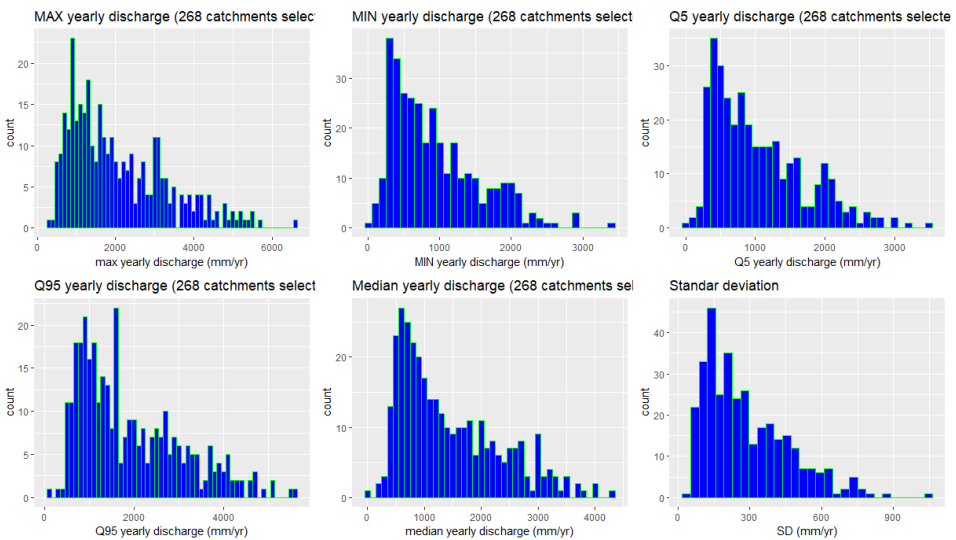 MAX yearly discharge (268 catchments select
20
15
10
5
0
count
0 2000 4000 6000
max yearly discharge (mm/yr)
MIN yearly discharge (268 catchments select
30
20
10
0
count
0 1000 2000 3000
MIN yearly discharge (mm/yr)
Q5 yearly discharge (268 catchments selecte
30
20
10
0
count
0 1000 2000 3000
Q5 yearly discharge (mm/yr)
Q95 yearly discharge (268 catchments select
20
15
10
5
0
count
0 2000 4000
Q95 yearly discharge (mm/yr)
Median yearly discharge (268 catchments sel
20
10
0
count
0 1000 2000 3000 4000
median yearly discharge (mm/yr)
Standar deviation
40
30
20
10
0
count
0 300 600 900
SD (mm/yr)